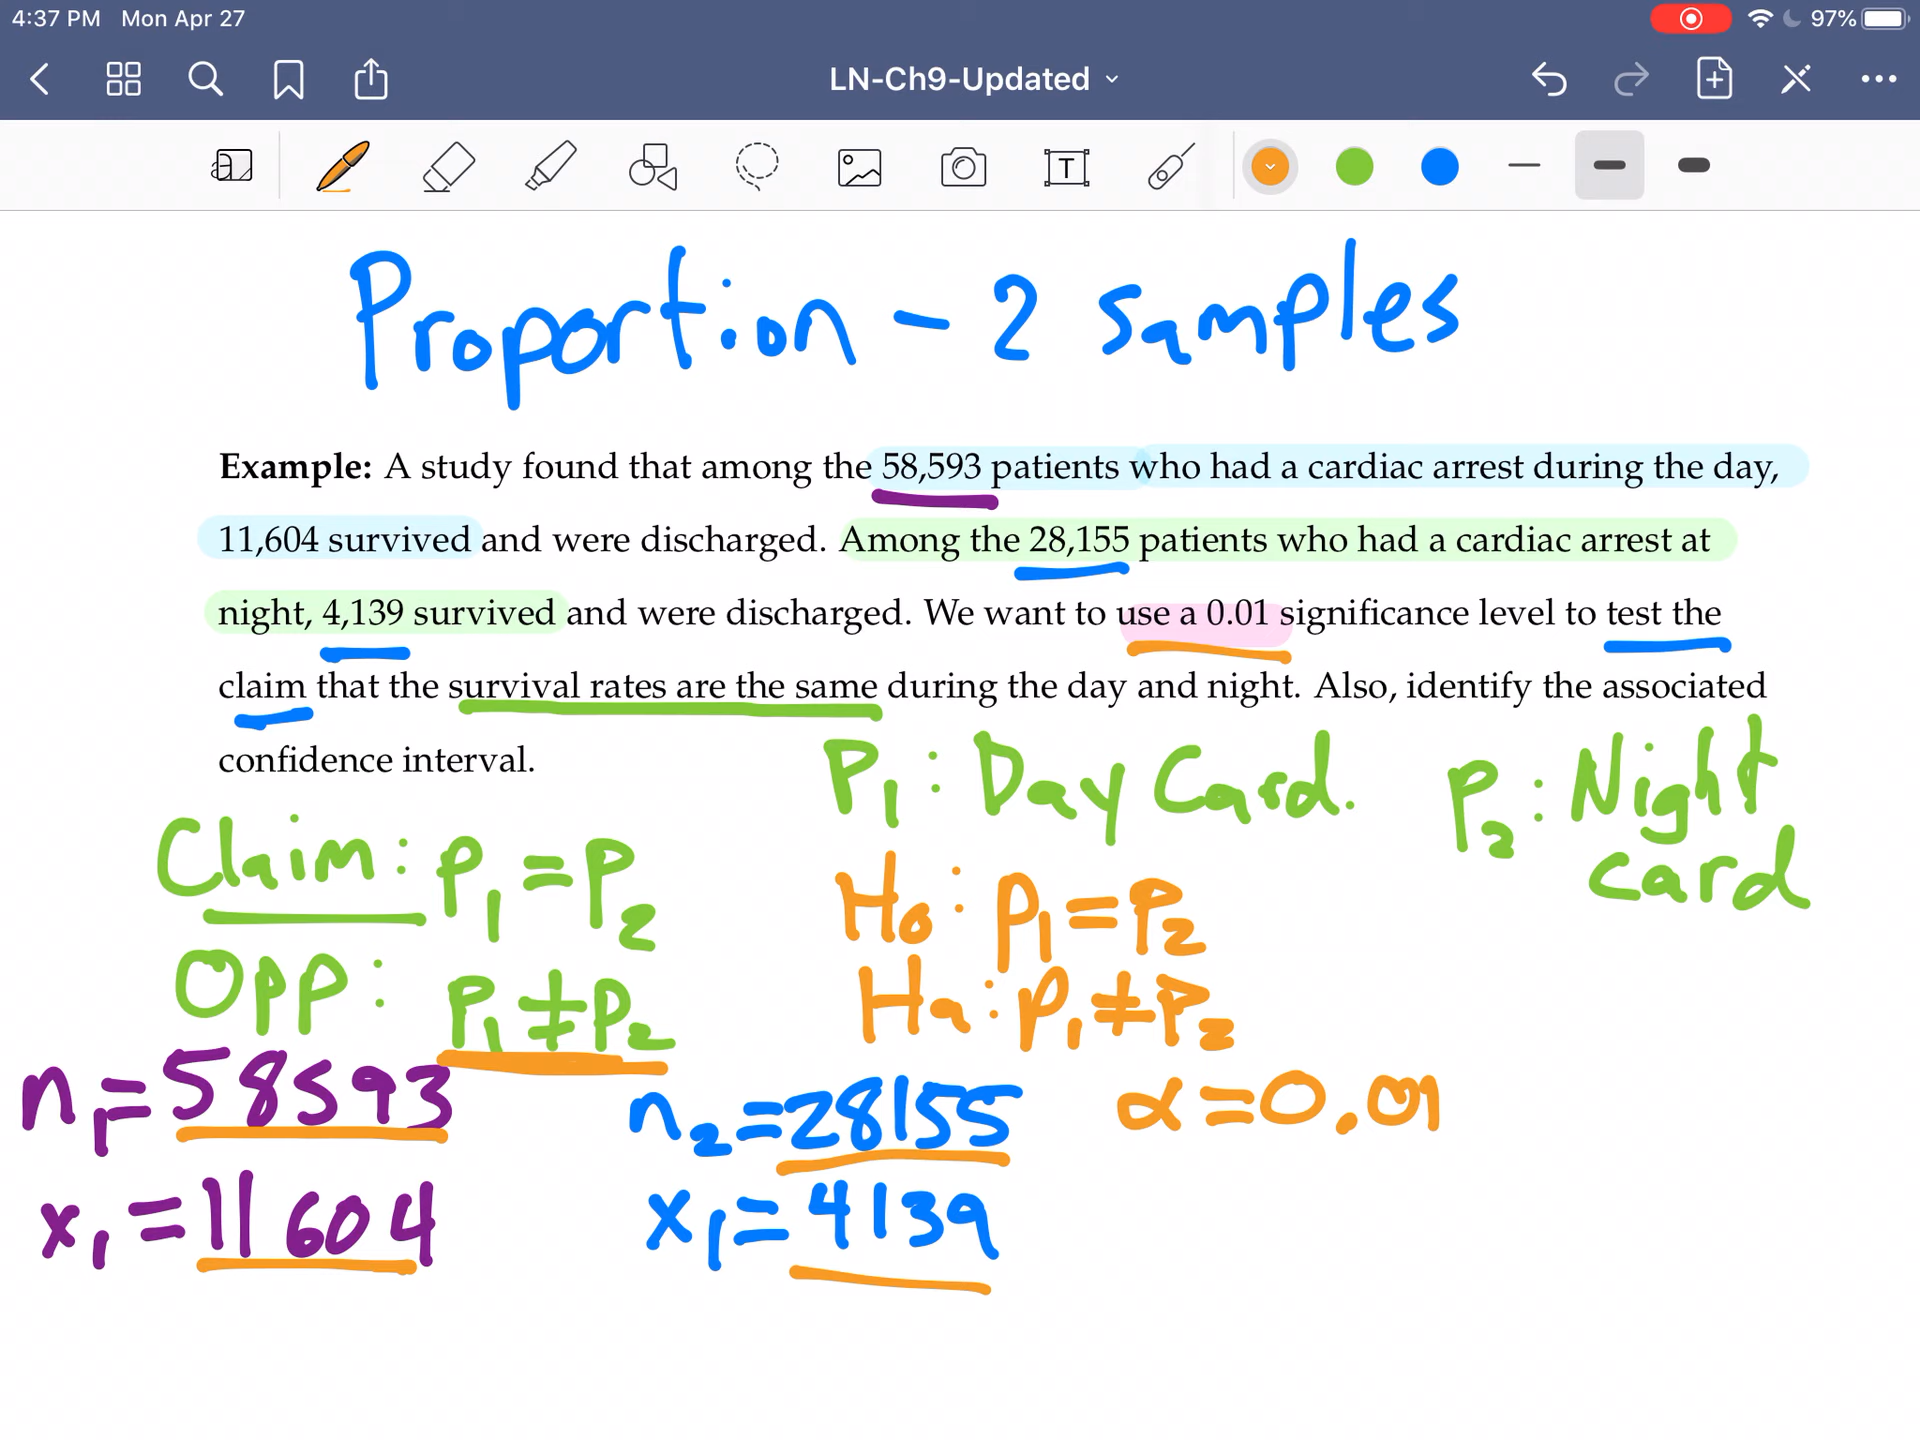 4:37 PM Mon Apr 27 97%
LN-Ch9-Updated
Proportion - 2 samples
Example: A study found that among the 58,593 patients who had a cardiac arrest during the day,
11,604 survived and were discharged. Among the 28,155 patients who had a cardiac arrest at
night, 4,139 survived and were discharged. We want to use a 0.01 significance level to test the
claim that the survival rates are the same during the day and night. Also, identify the associated
confidence interval.
P₁: Day Card. P₂: Night
card
Claim: p₁ = p₂
Ho: p₁ = p₂
Opp: p₁ ≠ p₂
Ha: p₁ ≠ p₂
n₁ = 58593
n₂ = 28155
α = 0.01
x₁ = 11604
x₁ = 4139